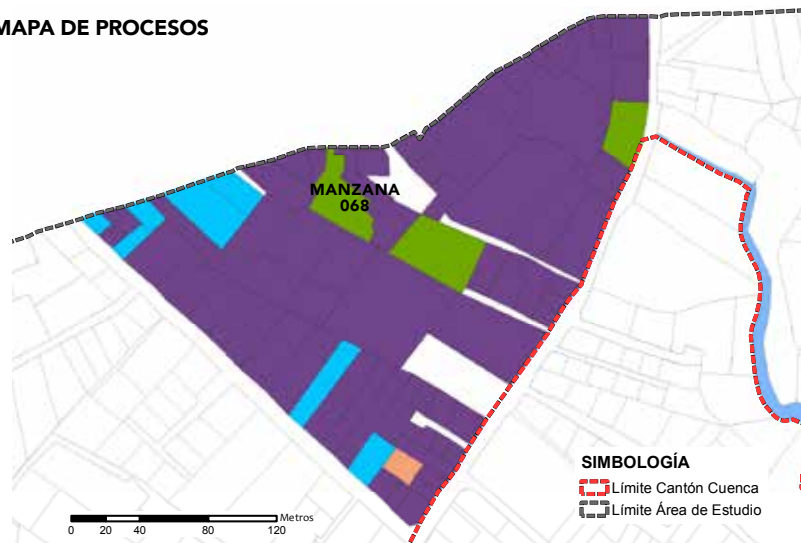 MAPA DE PROCESOS
MANZANA
068
SIMBOLOGÍA
Límite Cantón Cuenca
Límite Área de Estudio
Metros
0 20 40 80 120